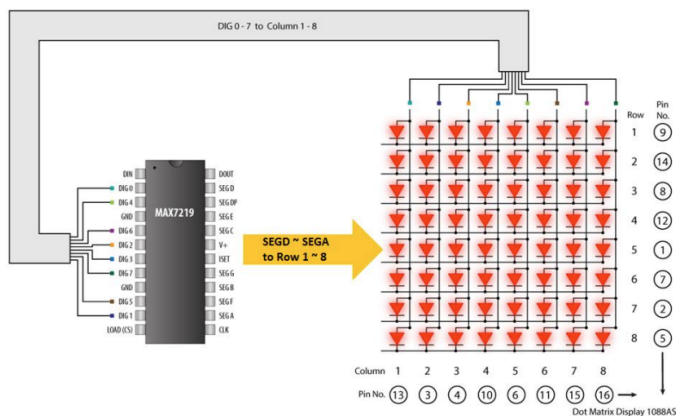 DIG 0 - 7 to Column 1 - 8
Row
Pin
No.
1 9
2 14
3 8
4 12
5 1
6 7
7 2
8 5
DIN DOUT
DIG 0 SEG D
DIG 4 SEG DP
GND SEG E
DIG 6 SEG C
DIG 2 V+
DIG 3 ISET
DIG 7 SEG G
GND SEG B
DIG 5 SEG F
DIG 1 SEG A
LOAD (CS) CLK
MAX7219
SEGD ~ SEGA
to Row 1 ~ 8
Column 1 2 3 4 5 6 7 8
Pin No. 13 3 4 10 6 11 15 16
Dot Matrix Display 1088AS